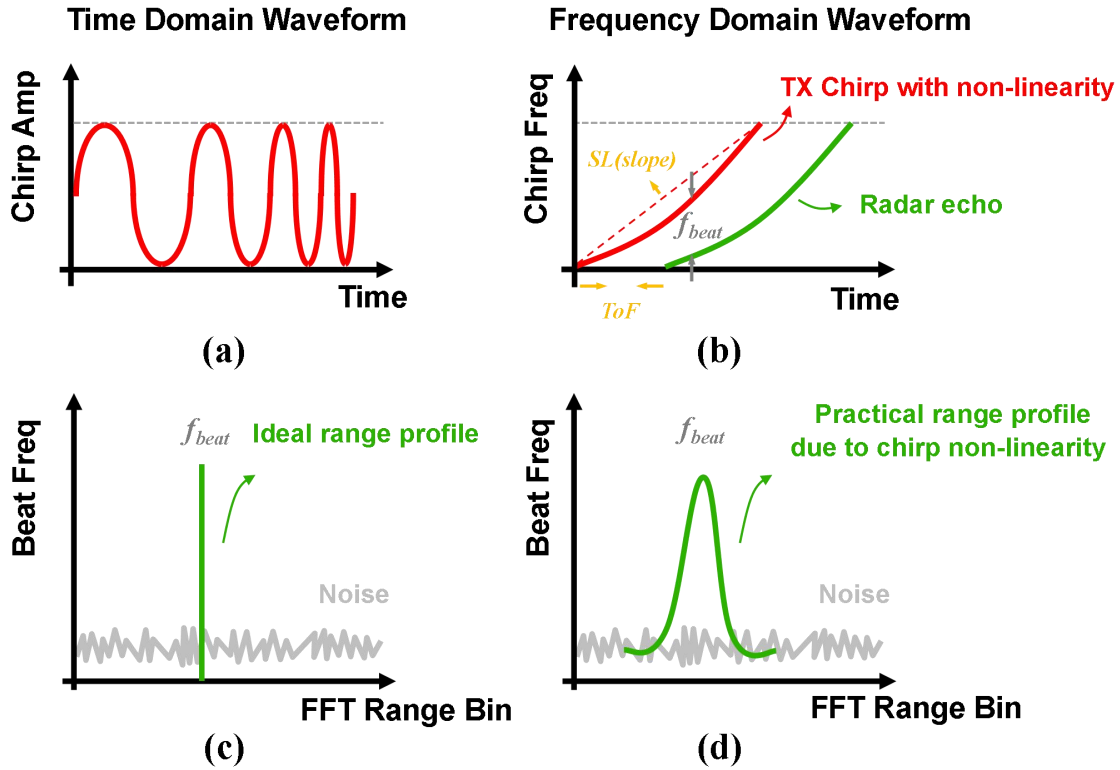 Time Domain Waveform
Chirp Amp
Time
(a)
Frequency Domain Waveform
Chirp Freq
TX Chirp with non-linearity
SL(slope)
f_beat
Radar echo
ToF
Time
(b)
Beat Freq
f_beat
Ideal range profile
Noise
FFT Range Bin
(c)
Beat Freq
f_beat
Practical range profile
due to chirp non-linearity
Noise
FFT Range Bin
(d)